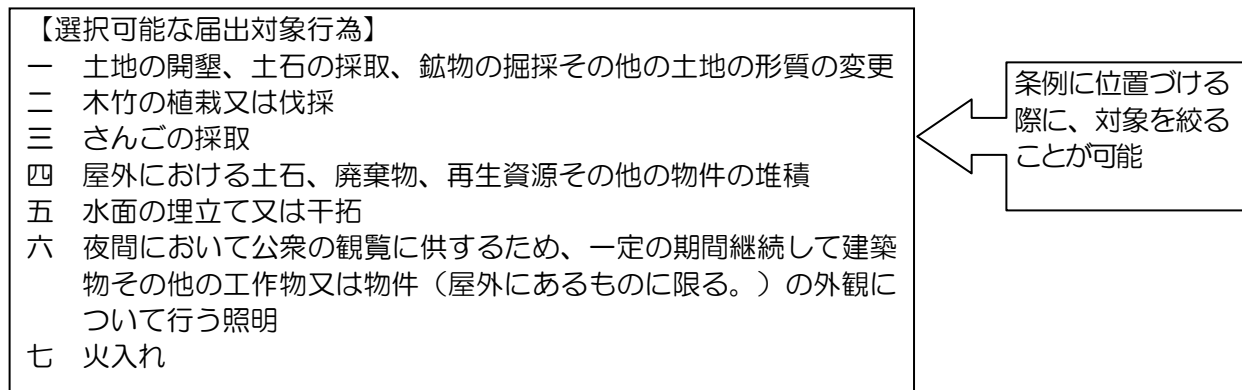 【選択可能な届出対象行為】
一 土地の開墾、土石の採取、鉱物の掘採その他の土地の形質の変更
二 木竹の植栽又は伐採
三 さんごの採取
四 屋外における土石、廃棄物、再生資源その他の物件の堆積
五 水面の埋立て又は干拓
六 夜間において公衆の観覧に供するため、一定の期間継続して建築
物その他の工作物又は物件（屋外にあるものに限る。）の外観に
ついて行う照明
七 火入れ
条例に位置づける
際に、対象を絞る
ことが可能